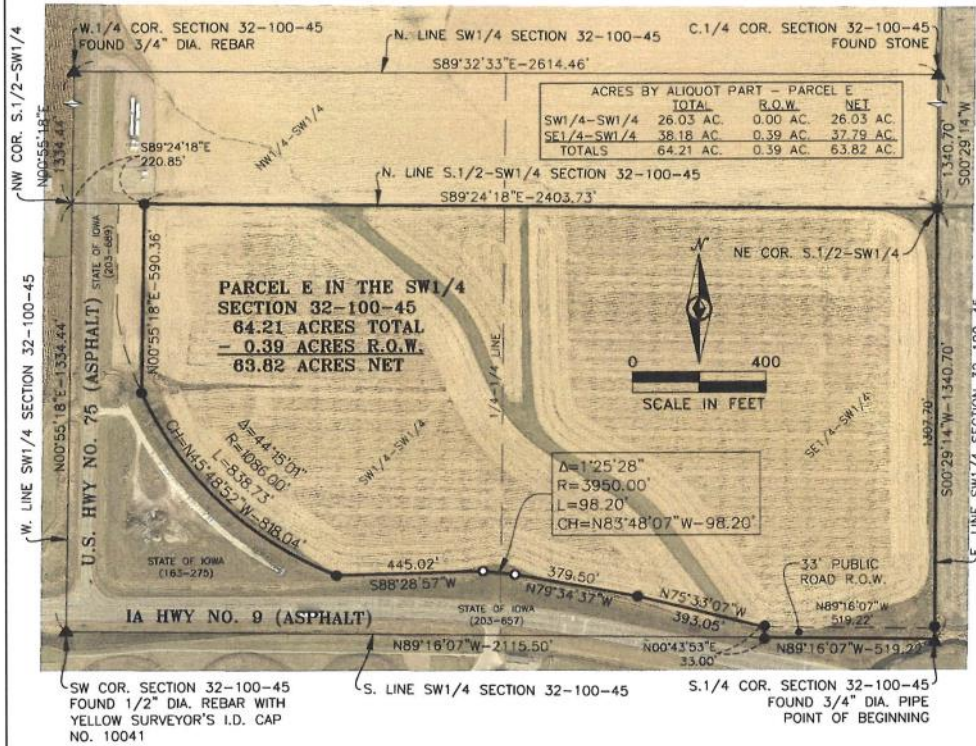 W.1/4 COR. SECTION 32-100-45
FOUND 3/4" DIA. REBAR
N. LINE SW1/4 SECTION 32-100-45
C.1/4 COR. SECTION 32-100-45
FOUND STONE
S89°32'33"E-2614.46'
NW COR. S.1/2-SW1/4
N00°55'18"E
1334.44'
S89°24'18"E
220.85'
NW1/4-SW1/4
ACRES BY ALIQUOT PART - PARCEL E
TOTAL R.O.W. NET
SW1/4-SW1/4 26.03 AC. 0.00 AC. 26.03 AC.
SE1/4-SW1/4 38.18 AC. 0.39 AC. 37.79 AC.
TOTALS 64.21 AC. 0.39 AC. 63.82 AC.
1340.70'
S00°29'14"W
N. LINE S.1/2-SW1/4 SECTION 32-100-45
S89°24'18"E-2403.73'
NE COR. S.1/2-SW1/4
STATE OF IOWA
(203-689)
N00°55'18"E-590.36'
PARCEL E IN THE SW1/4
SECTION 32-100-45
64.21 ACRES TOTAL
- 0.39 ACRES R.O.W.
63.82 ACRES NET
N
0 400
SCALE IN FEET
W. LINE SW1/4 SECTION 32-100-45
N00°55'18"E-1334.44'
U.S. HWY NO. 75 (ASPHALT)
1/4-1/4 LINE
SW1/4-SW1/4
SE1/4-SW1/4
1307.70'
S00°29'14"W-1340.70'
E. LINE SW1/4 SECTION 32-100-45
Δ=44°15'01"
R=1086.00'
L=838.73'
CH=N45°48'52"W-818.04'
Δ=1°25'28"
R=3950.00'
L=98.20'
CH=N83°48'07"W-98.20'
STATE OF IOWA
(163-275)
445.02'
S88°28'57"W
379.50'
N79°34'37"W
N75°33'07"W
393.05'
33' PUBLIC
ROAD R.O.W.
N89°16'07"W
519.22'
STATE OF IOWA
(203-657)
IA HWY NO. 9 (ASPHALT)
N89°16'07"W-2115.50'
N00°43'53"E
33.00'
N89°16'07"W-519.22'
SW COR. SECTION 32-100-45
FOUND 1/2" DIA. REBAR WITH
YELLOW SURVEYOR'S I.D. CAP
NO. 10041
S. LINE SW1/4 SECTION 32-100-45
S.1/4 COR. SECTION 32-100-45
FOUND 3/4" DIA. PIPE
POINT OF BEGINNING